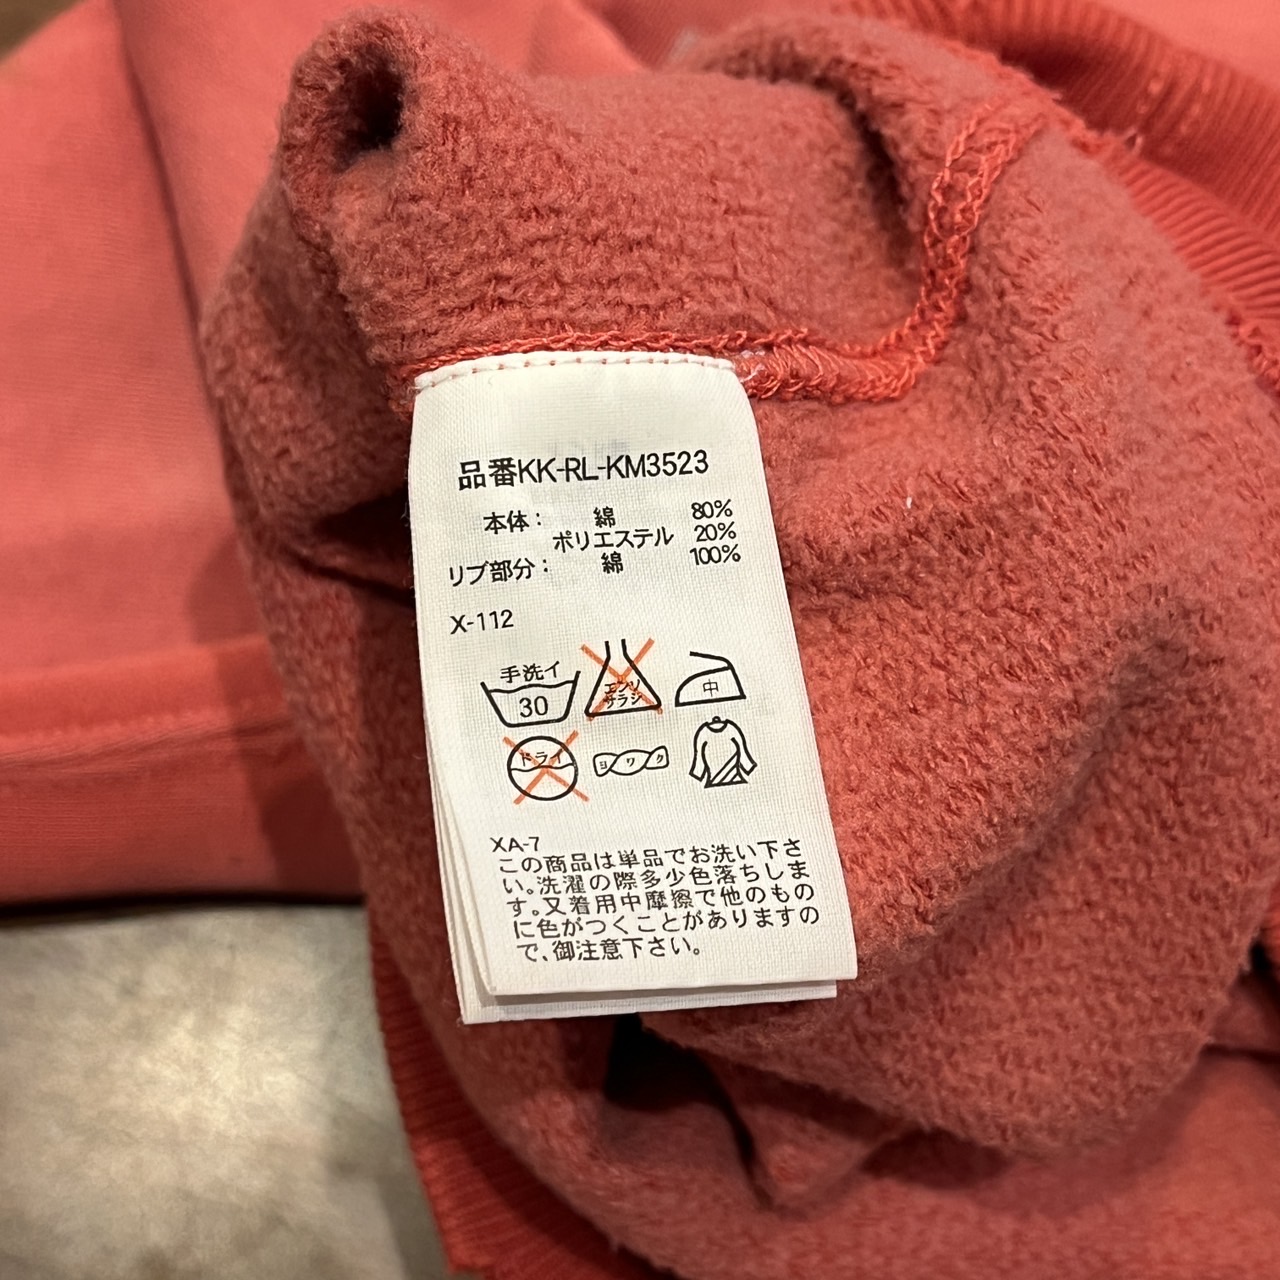 品番KK-RL-KM3523
本体: 綿 80%
ポリエステル 20%
リブ部分: 綿 100%
X-112
手洗イ
30
エンソ
サラシ
中
ドライ
ヨワク
XA-7
この商品は単品でお洗い下さ
い。洗濯の際多少色落ちしま
す。又着用中摩擦で他のもの
に色がつくことがありますの
で、御注意下さい。